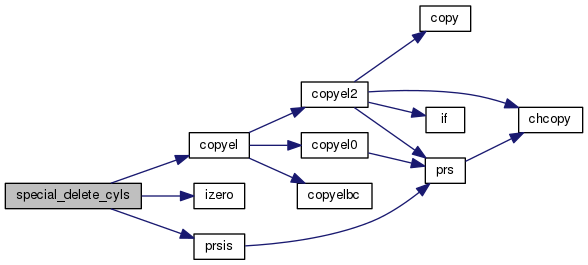 copy
copyel2
if
chcopy
copyel
copyel0
prs
special_delete_cyls
izero
copyelbc
prsis